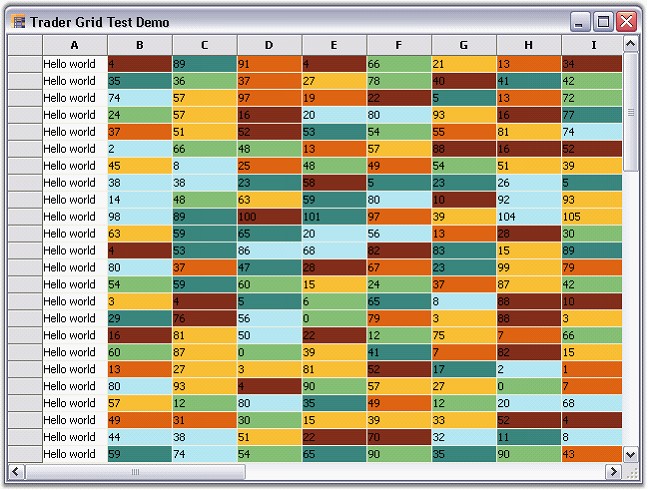 Trader Grid Test Demo
A B C D E F G H I
Hello world 4 89 91 4 66 21 13 34
Hello world 35 36 37 27 78 40 41 42
Hello world 74 57 97 19 22 5 13 72
Hello world 24 57 16 20 80 93 16 77
Hello world 37 51 52 53 54 55 81 74
Hello world 2 66 48 13 57 88 16 52
Hello world 45 8 25 48 49 54 51 39
Hello world 38 38 23 58 5 23 26 5
Hello world 14 48 63 59 80 10 92 93
Hello world 98 89 100 101 97 39 104 105
Hello world 63 59 65 20 56 13 28 30
Hello world 4 53 86 68 82 83 15 89
Hello world 80 37 47 28 67 23 99 79
Hello world 54 59 60 15 24 37 87 42
Hello world 3 4 5 6 65 8 88 10
Hello world 29 76 56 0 79 3 88 3
Hello world 16 81 50 22 12 75 7 66
Hello world 60 87 0 39 41 7 82 15
Hello world 13 27 3 81 52 17 2 1
Hello world 80 93 4 90 57 27 0 7
Hello world 57 12 80 35 49 12 20 68
Hello world 49 31 30 15 39 33 52 4
Hello world 44 38 51 22 70 32 11 8
Hello world 59 74 54 65 90 35 90 43